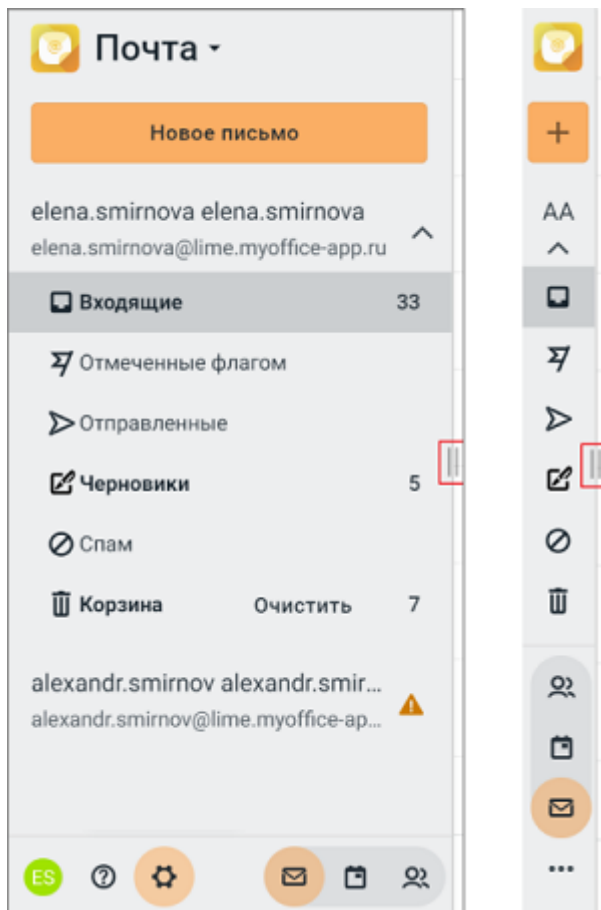 Почта
Новое письмо
elena.smirnova elena.smirnova
elena.smirnova@lime.myoffice-app.ru
Входящие 33
Отмеченные флагом
Отправленные
Черновики 5
Спам
Корзина Очистить 7
alexandr.smirnov alexandr.smir...
alexandr.smirnov@lime.myoffice-ap...
ES
AA